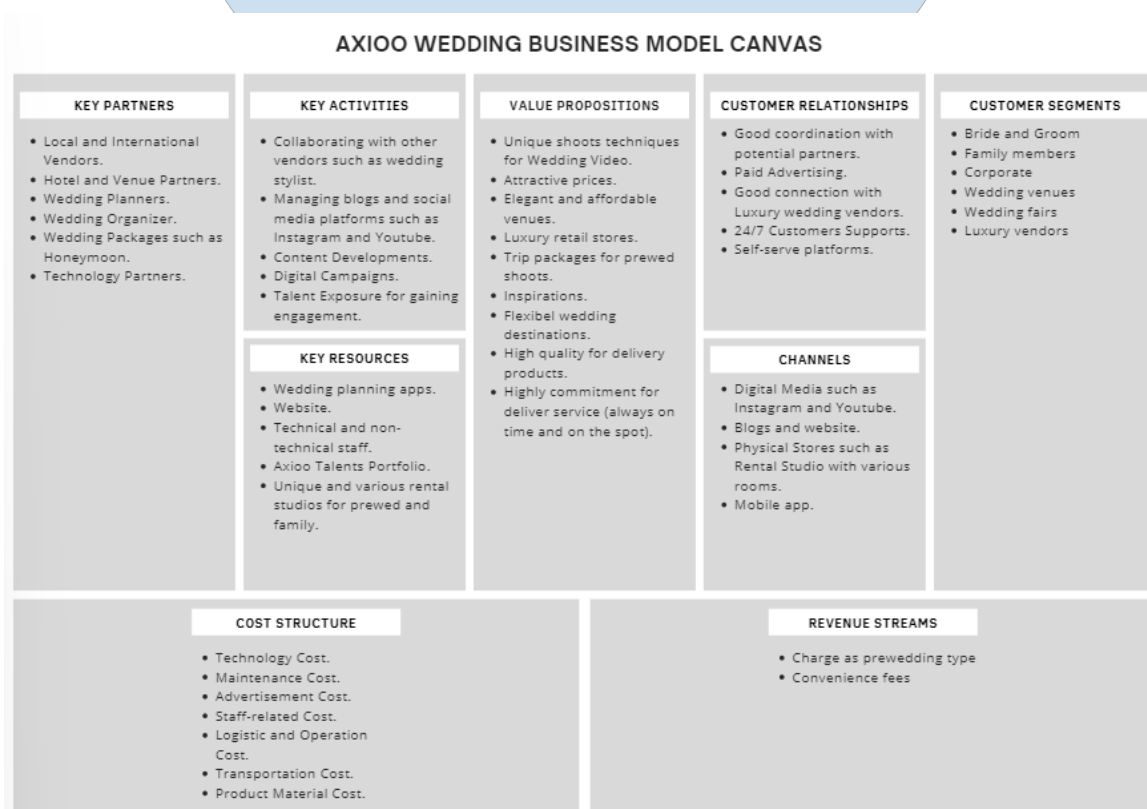 AXIOO WEDDING BUSINESS MODEL CANVAS
KEY PARTNERS
• Local and International
Vendors.
• Hotel and Venue Partners.
• Wedding Planners.
• Wedding Organizer.
• Wedding Packages such as
Honeymoon.
• Technology Partners.
KEY ACTIVITIES
• Collaborating with other
vendors such as wedding
stylist.
• Managing blogs and social
media platforms such as
Instagram and Youtube.
• Content Developments.
• Digital Campaigns.
• Talent Exposure for gaining
engagement.
KEY RESOURCES
• Wedding planning apps.
• Website.
• Technical and non-
technical staff.
• Axioo Talents Portfolio.
• Unique and various rental
studios for prewed and
family.
VALUE PROPOSITIONS
• Unique shoots techniques
for Wedding Video.
• Attractive prices.
• Elegant and affordable
venues.
• Luxury retail stores.
• Trip packages for prewed
shoots.
• Inspirations.
• Flexibel wedding
destinations.
• High quality for delivery
products.
• Highly commitment for
deliver service (always on
time and on the spot).
CUSTOMER RELATIONSHIPS
• Good coordination with
potential partners.
• Paid Advertising.
• Good connection with
Luxury wedding vendors.
• 24/7 Customers Supports.
• Self-serve platforms.
CHANNELS
• Digital Media such as
Instagram and Youtube.
• Blogs and website.
• Physical Stores such as
Rental Studio with various
rooms.
• Mobile app.
CUSTOMER SEGMENTS
• Bride and Groom
• Family members
• Corporate
• Wedding venues
• Wedding fairs
• Luxury vendors
COST STRUCTURE
• Technology Cost.
• Maintenance Cost.
• Advertisement Cost.
• Staff-related Cost.
• Logistic and Operation
Cost.
• Transportation Cost.
• Product Material Cost.
REVENUE STREAMS
• Charge as prewedding type
• Convenience fees